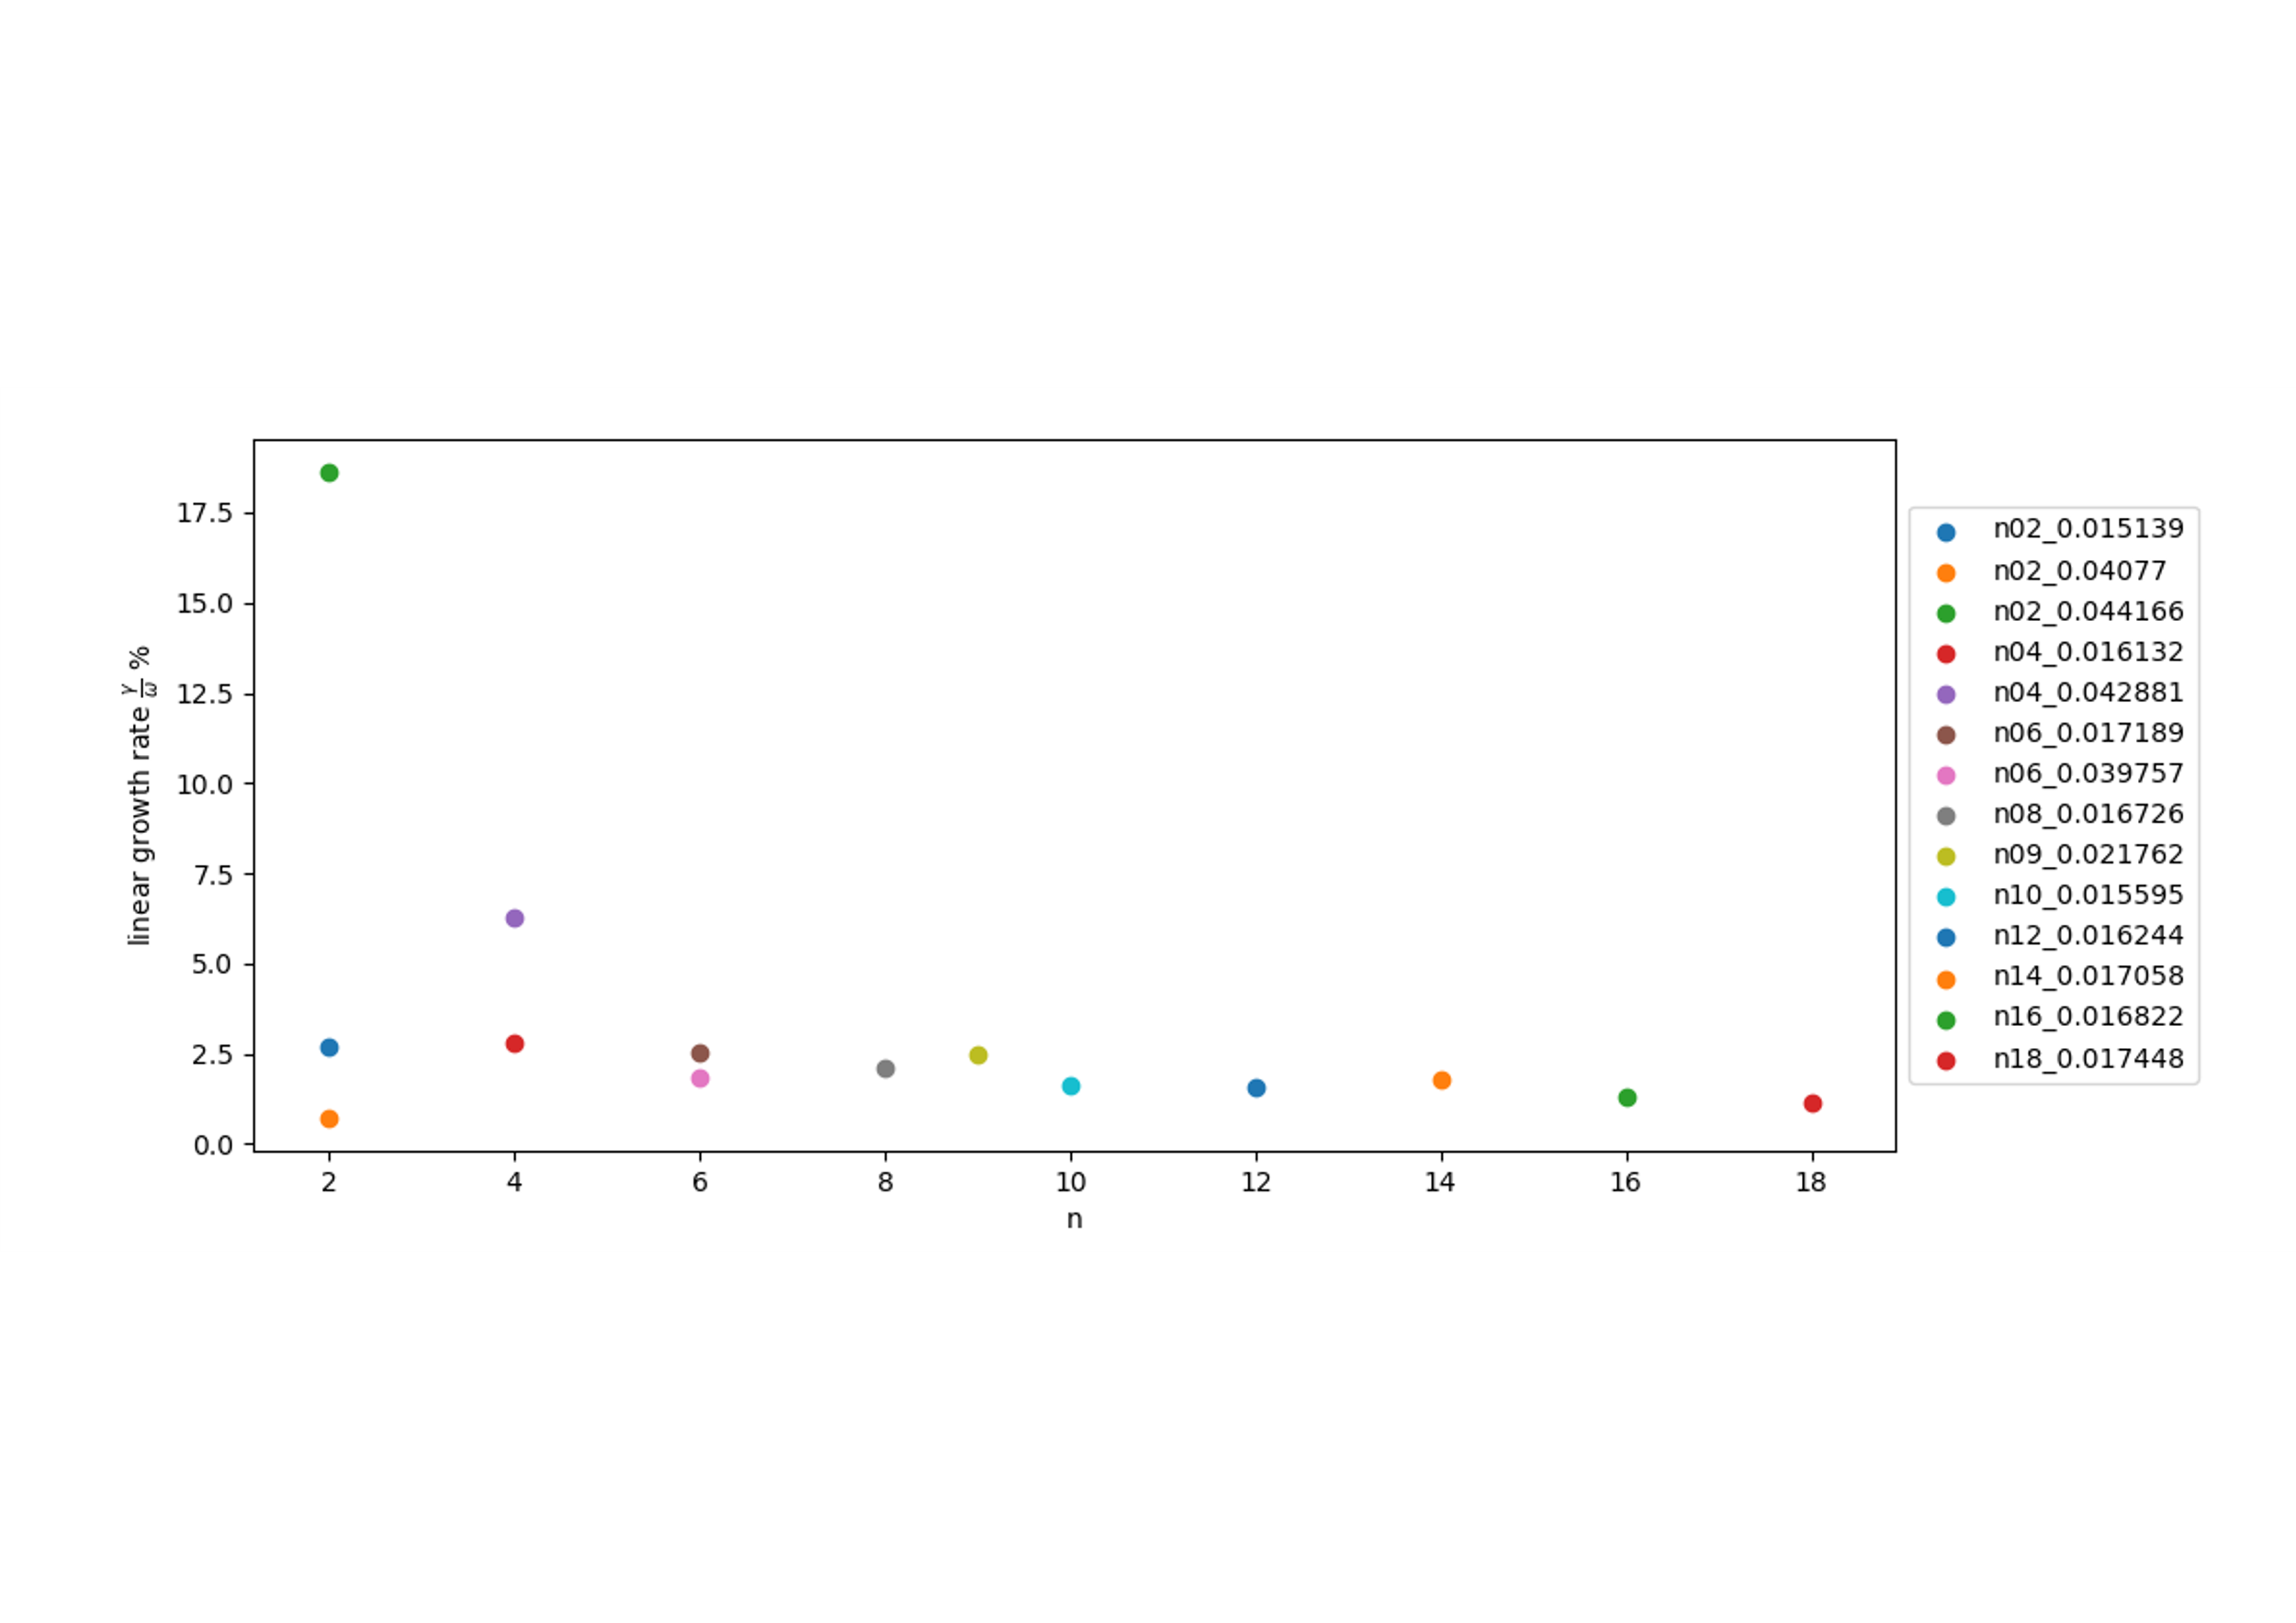 17.5
15.0
12.5
10.0
7.5
5.0
2.5
0.0
linear growth rate γ/ω %
2 4 6 8 10 12 14 16 18
n
n02_0.015139
n02_0.04077
n02_0.044166
n04_0.016132
n04_0.042881
n06_0.017189
n06_0.039757
n08_0.016726
n09_0.021762
n10_0.015595
n12_0.016244
n14_0.017058
n16_0.016822
n18_0.017448